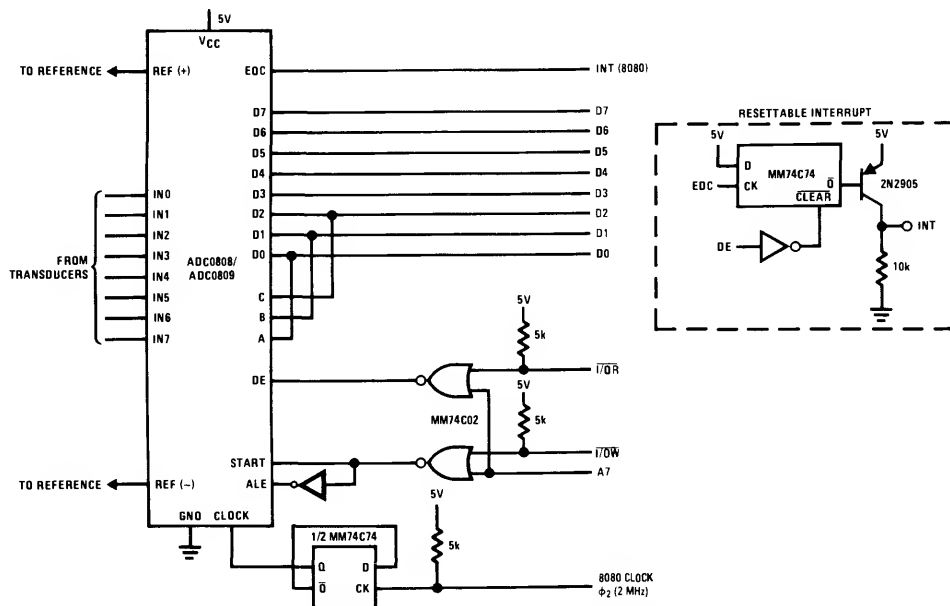 5V
VCC
TO REFERENCE
REF (+)
EOC
INT (8080)
D7
D7
D6
D6
D5
D5
D4
D4
D3
D3
D2
D2
D1
D1
D0
D0
IN0
IN1
IN2
IN3
IN4
IN5
IN6
IN7
FROM
TRANSDUCERS
ADC0808/
ADC0809
C
B
A
5V
5k
I/OR
OE
MM74C02
5V
5k
I/OW
A7
START
ALE
TO REFERENCE
REF (−)
GND
CLOCK
1/2 MM74C74
Q
D
Q
CK
5V
5k
8080 CLOCK
ϕ2 (2 MHz)
RESETTABLE INTERRUPT
5V
5V
D
MM74C74
Q
EOC
CK
CLEAR
2N2905
INT
OE
10k